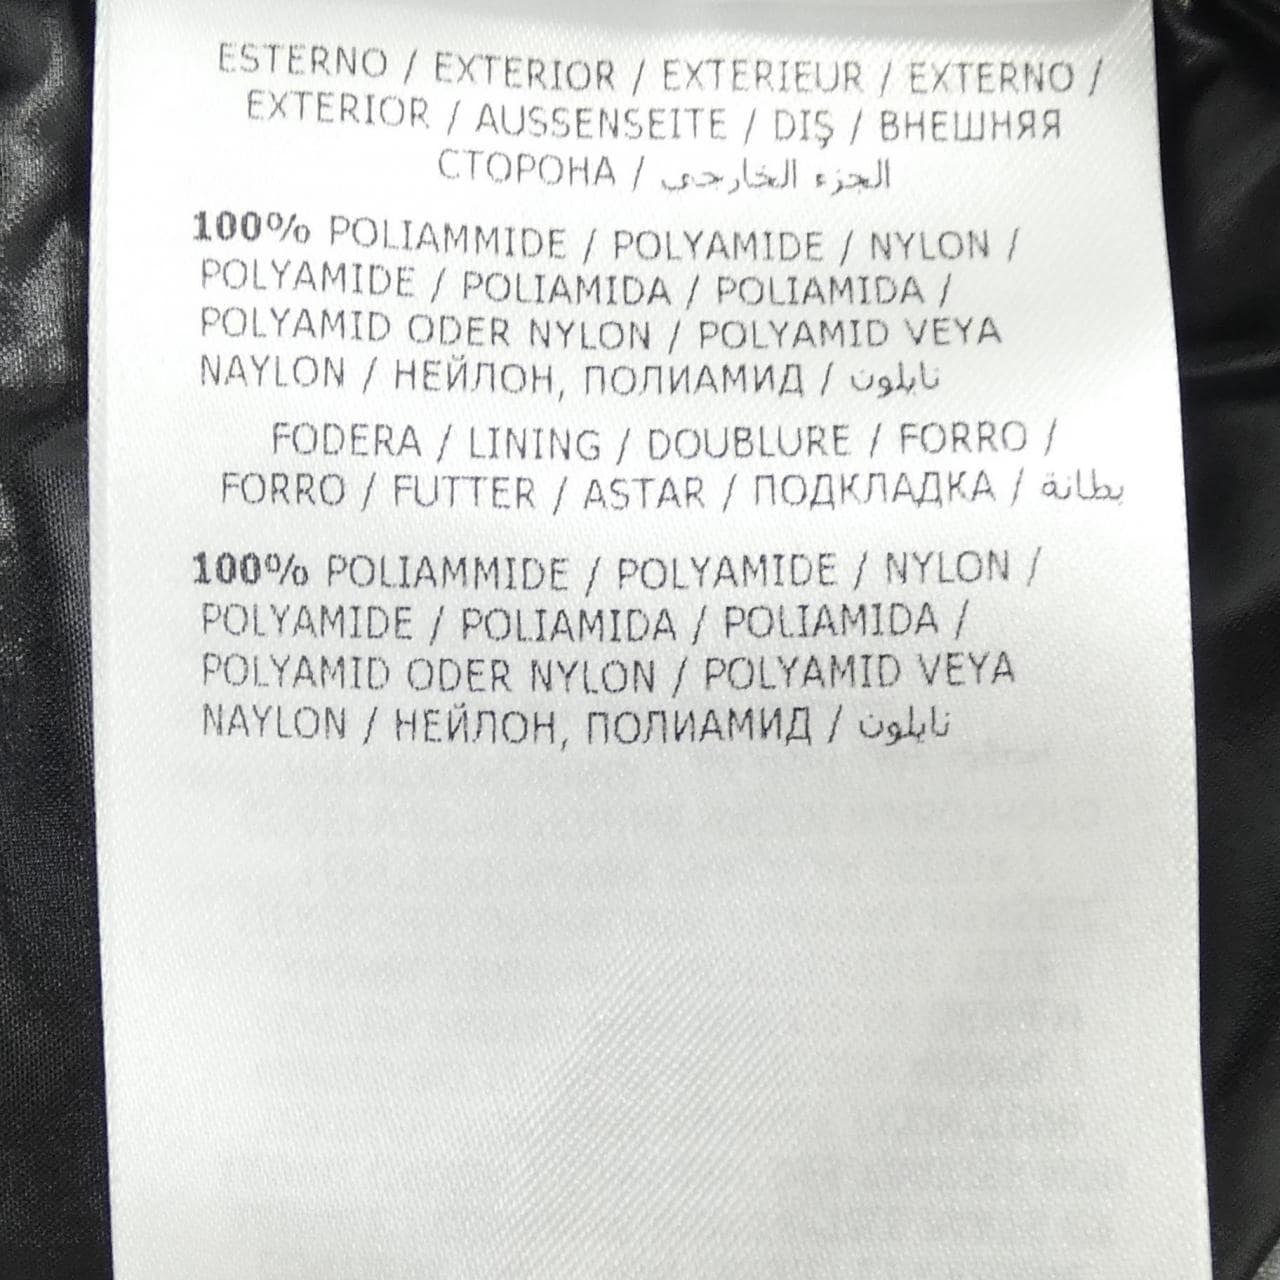 ESTERNO / EXTERIOR / EXTERIEUR / EXTERNO /
EXTERIOR / AUSSENSEITE / DIŞ / ВНЕШНЯЯ
СТОРОНА / الجزء الخارجي
100% POLIAMMIDE / POLYAMIDE / NYLON /
POLYAMIDE / POLIAMIDA / POLIAMIDA /
POLYAMID ODER NYLON / POLYAMID VEYA
NAYLON / НЕЙЛОН, ПОЛИАМИД / نايلون
FODERA / LINING / DOUBLURE / FORRO /
FORRO / FUTTER / ASTAR / ПОДКЛАДКА / بطانة
100% POLIAMMIDE / POLYAMIDE / NYLON /
POLYAMIDE / POLIAMIDA / POLIAMIDA /
POLYAMID ODER NYLON / POLYAMID VEYA
NAYLON / НЕЙЛОН, ПОЛИАМИД / نايلون